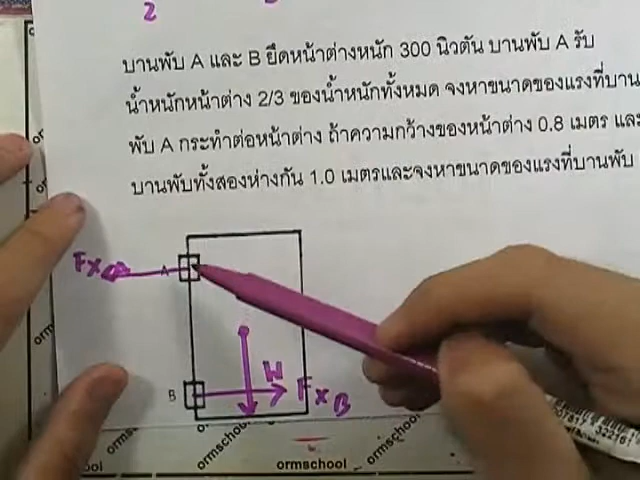 2
บานพับ A และ B ยึดหน้าต่างหนัก 300 นิวตัน บานพับ A รับ
น้ำหนักหน้าต่าง 2/3 ของน้ำหนักทั้งหมด จงหาขนาดของแรงที่บาน
พับ A กระทำต่อหน้าต่าง ถ้าความกว้างของหน้าต่าง 0.8 เมตร และ
บานพับทั้งสองห่างกัน 1.0 เมตรและจงหาขนาดของแรงที่บานพับ
Fx A
W
B FxB
ormschool
ormschool
ormschool
ormschool